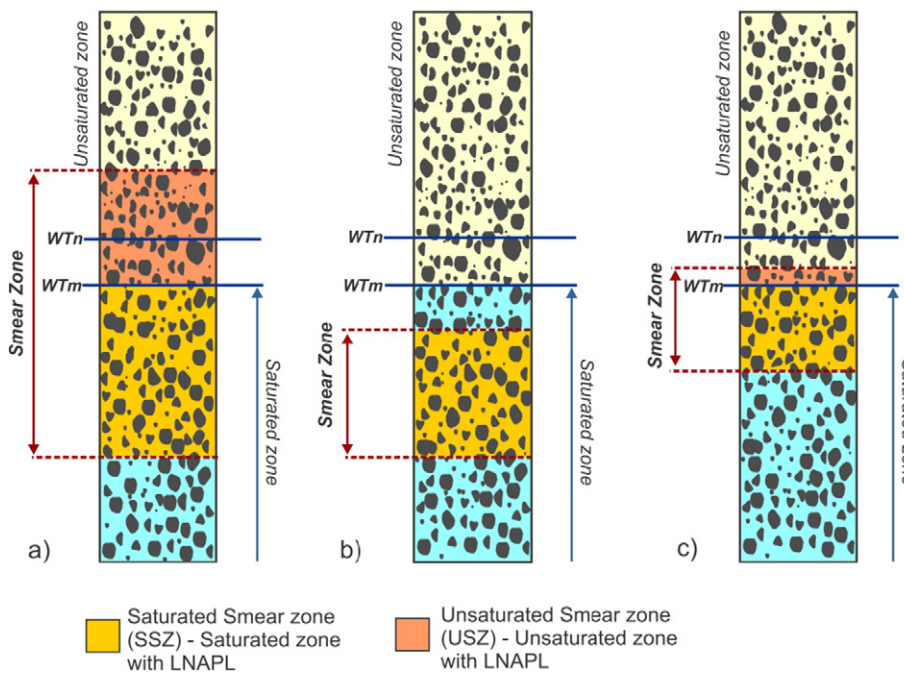 Unsaturated zone
WTn
WTm
Smear Zone
Saturated zone
a)
Unsaturated zone
WTn
WTm
Smear Zone
Saturated zone
b)
Unsaturated zone
WTn
WTm
Smear Zone
c)
Saturated Smear zone
(SSZ) - Saturated zone
with LNAPL
Unsaturated Smear zone
(USZ) - Unsaturated zone
with LNAPL